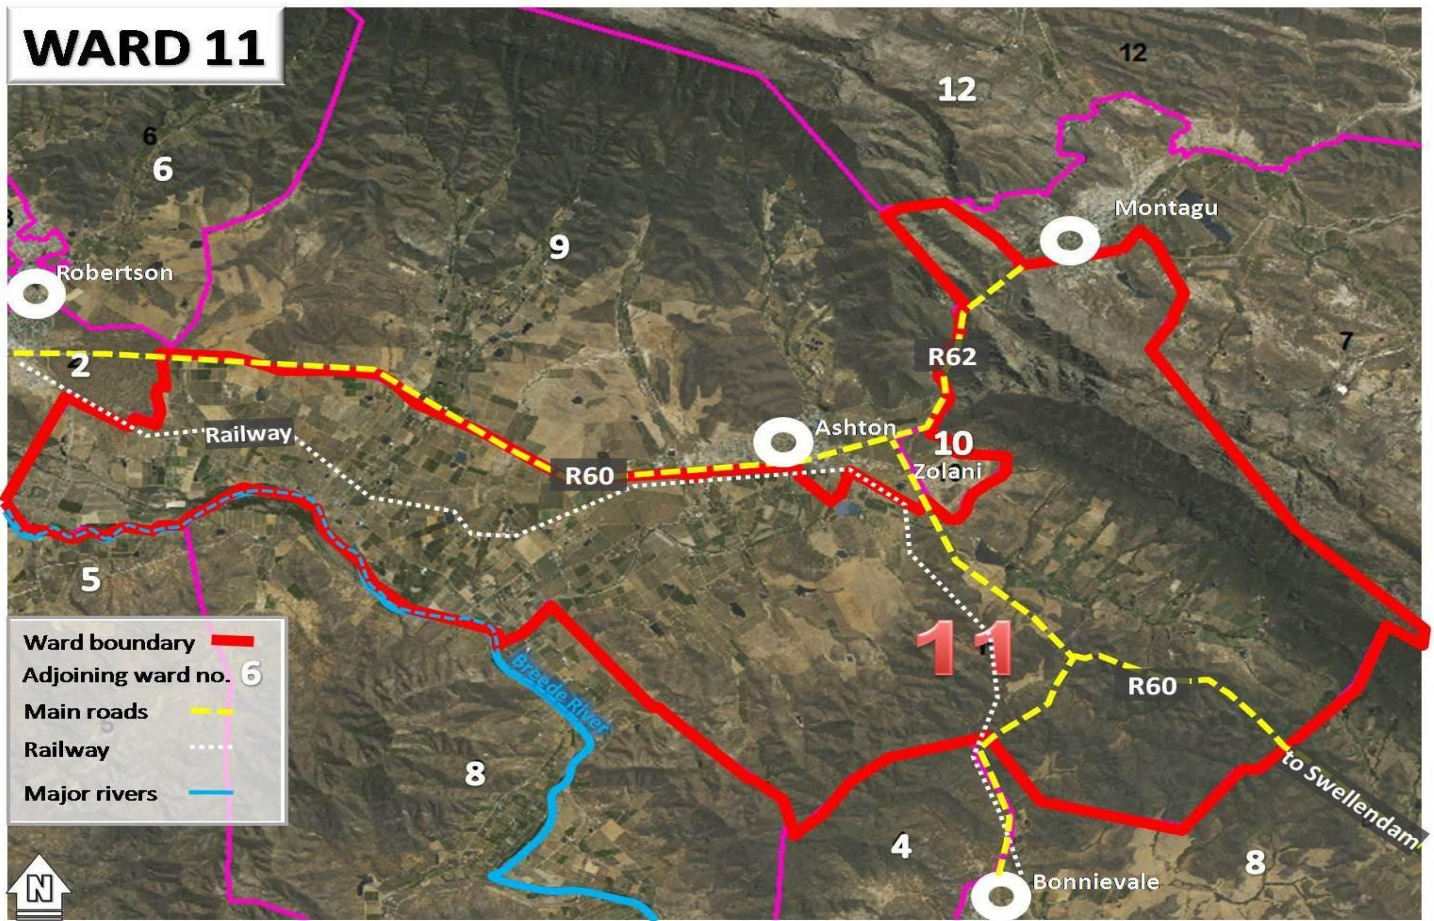 WARD 11
12
12
6
6
Montagu
9
Robertson
7
R62
2
Ashton
10
Railway
Zolani
R60
5
11
Ward boundary
Adjoining ward no. 6
Main roads
Railway
Major rivers
Breede River
R60
8
to Swellendam
4
8
Bonnievale
N